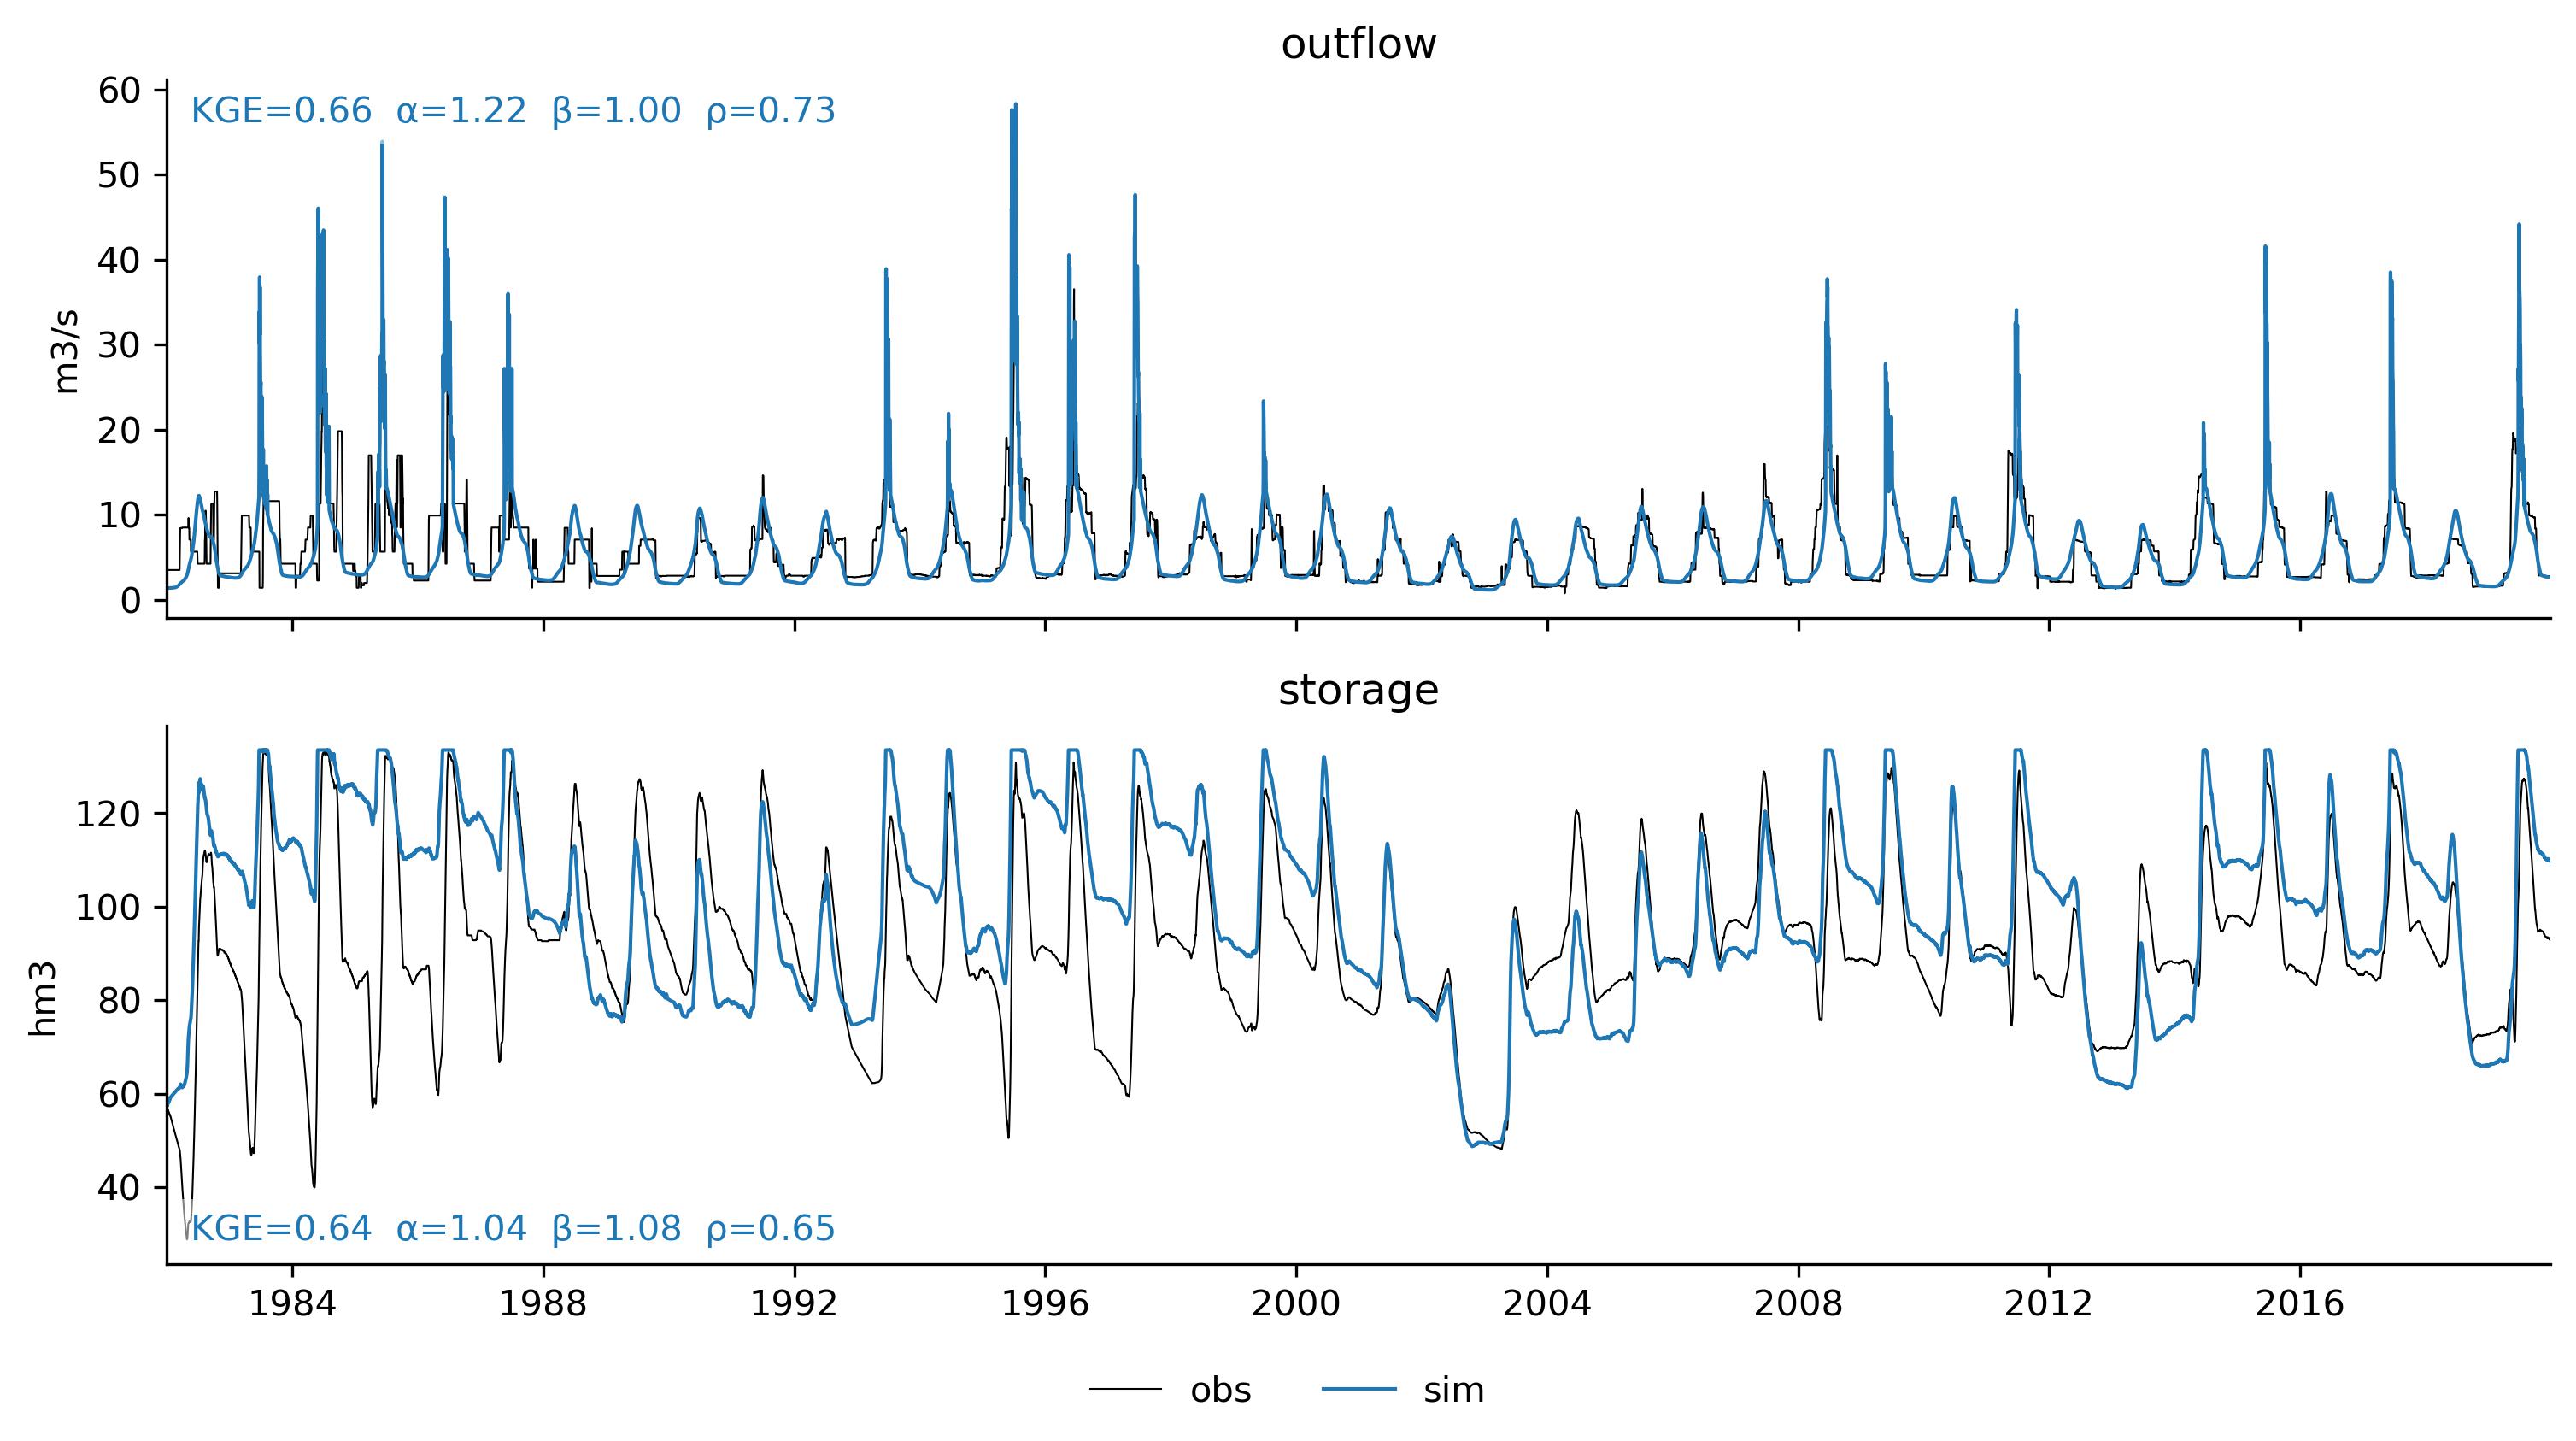 outflow
60
KGE=0.66 α=1.22 β=1.00 ρ=0.73
50
40
30
20
10
0
m3/s
storage
120
100
80
60
40
hm3
KGE=0.64 α=1.04 β=1.08 ρ=0.65
1984 1988 1992 1996 2000 2004 2008 2012 2016
obs sim